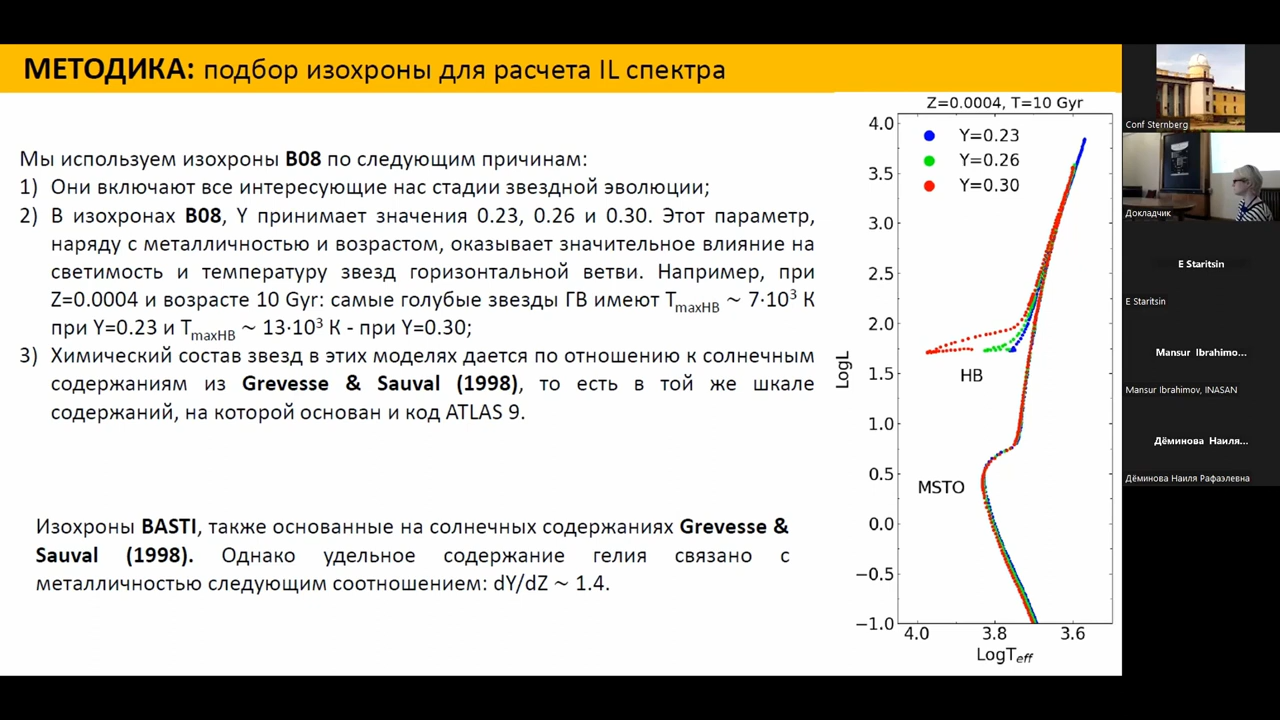 МЕТОДИКА: подбор изохроны для расчета IL спектра
Мы используем изохроны B08 по следующим причинам:
1) Они включают все интересующие нас стадии звездной эволюции;
2) В изохронах B08, Y принимает значения 0.23, 0.26 и 0.30. Этот параметр,
наряду с металличностью и возрастом, оказывает значительное влияние на
светимость и температуру звезд горизонтальной ветви. Например, при
Z=0.0004 и возрасте 10 Gyr: самые голубые звезды ГВ имеют TmaxHB ~ 7·10³ К
при Y=0.23 и TmaxHB ~ 13·10³ К - при Y=0.30;
3) Химический состав звезд в этих моделях дается по отношению к солнечным
содержаниям из Grevesse & Sauval (1998), то есть в той же шкале
содержаний, на которой основан и код ATLAS 9.
Изохроны BASTI, также основанные на солнечных содержаниях Grevesse &
Sauval (1998). Однако удельное содержание гелия связано с
металличностью следующим соотношением: dY/dZ ~ 1.4.
Z=0.0004, T=10 Gyr
Y=0.23
Y=0.26
Y=0.30
4.0
3.5
3.0
2.5
2.0
1.5
1.0
0.5
0.0
−0.5
−1.0
LogL
HB
MSTO
4.0 3.8 3.6
LogTeff
Conf Sternberg
Докладчик
E Staritsin
E Staritsin
Mansur Ibrahimo...
Mansur Ibrahimov, INASAN
Дёминова Наиля...
Дёминова Наиля Рафаэлевна